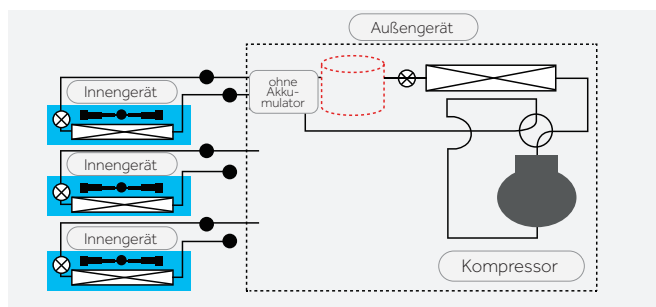 Außengerät
Innengerät
ohne
Akku-
mulator
Innengerät
Innengerät
Kompressor